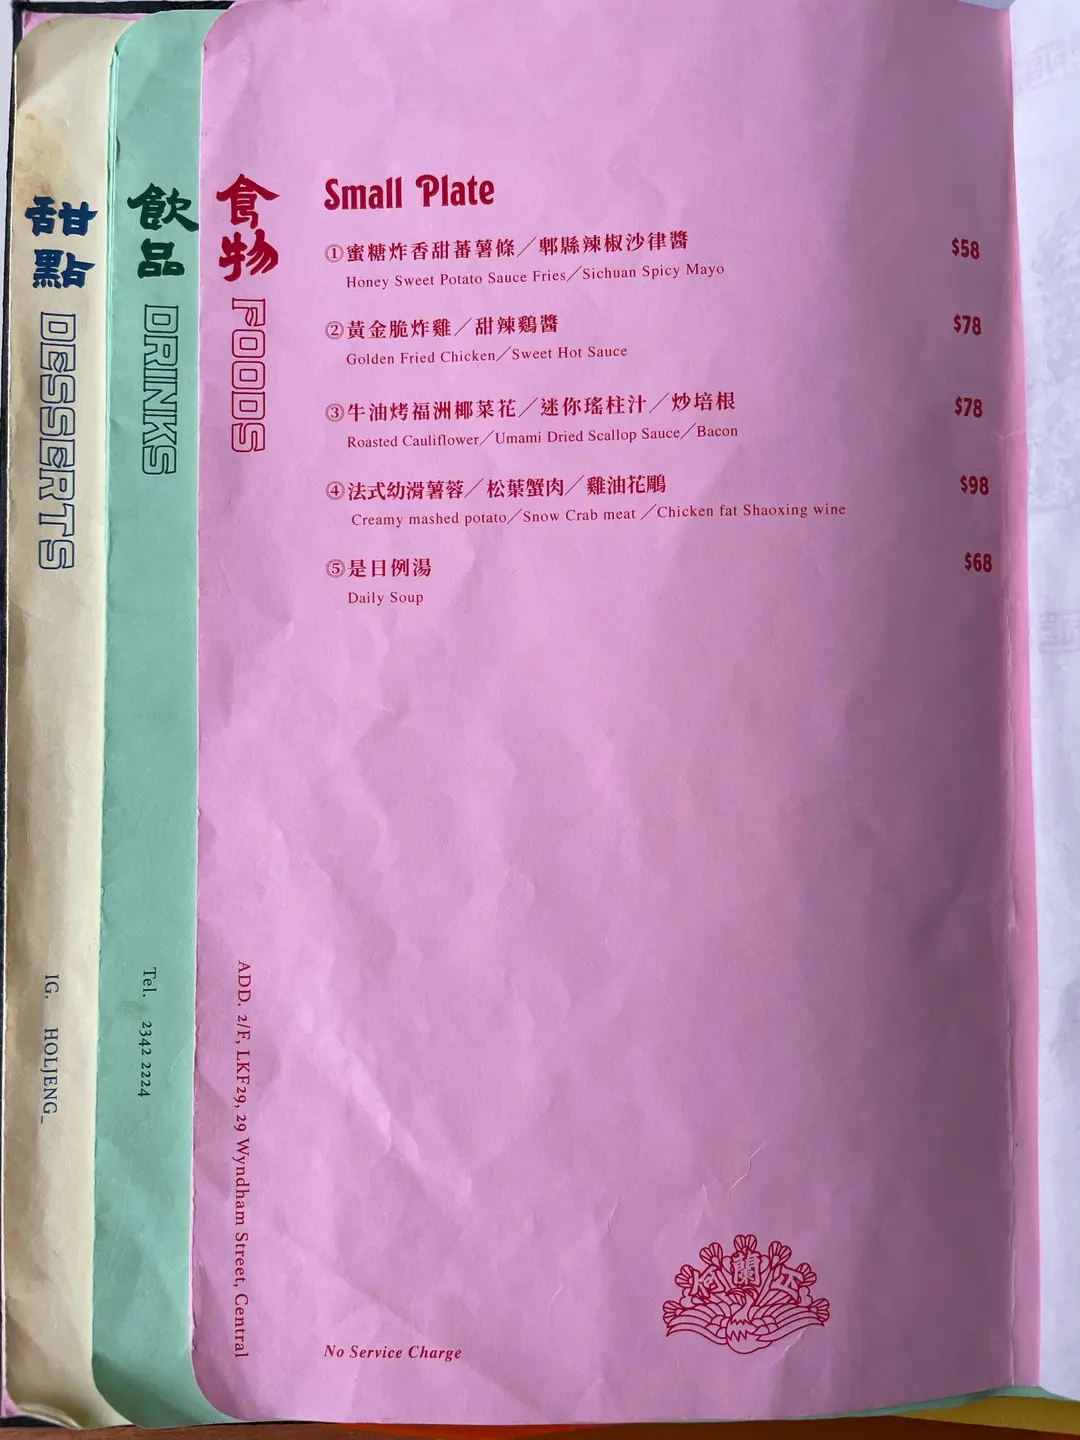 甜點 DESSERTS
IG. HOLJENG_
飲品 DRINKS
Tel. 2342 2224
食物 FOODS
ADD. 2/F, LKF29, 29 Wyndham Street, Central
Small Plate
①蜜糖炸香甜蕃薯條／郫縣辣椒沙律醬 $58
Honey Sweet Potato Sauce Fries／Sichuan Spicy Mayo
②黃金脆炸雞／甜辣鷄醬 $78
Golden Fried Chicken／Sweet Hot Sauce
③牛油烤福洲椰菜花／迷你瑤柱汁／炒培根 $78
Roasted Cauliflower／Umami Dried Scallop Sauce／Bacon
④法式幼滑薯蓉／松葉蟹肉／雞油花鵰 $98
Creamy mashed potato／Snow Crab meat ／Chicken fat Shaoxing wine
⑤是日例湯 $68
Daily Soup
何蘭正
No Service Charge